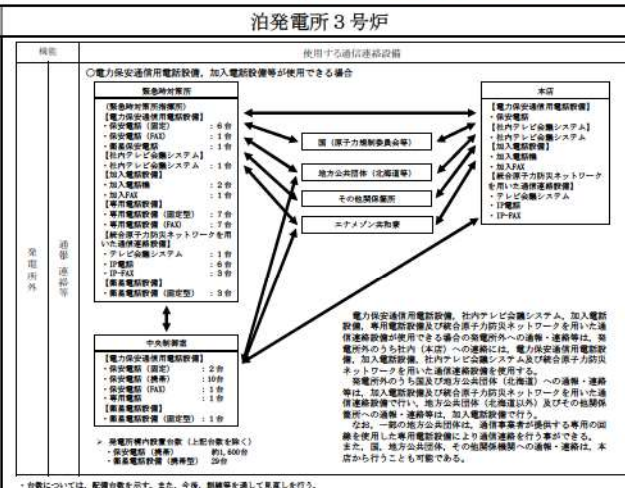 泊発電所3号炉
機能
使用する通信連絡設備
発電所外
通報・連絡等
○電力保安通信用電話設備，加入電話設備等が使用できる場合
緊急時対策所
（緊急時対策所指揮所）
【電力保安通信用電話設備】
・保安電話（固定） ：6台
・保安電話（FAX） ：1台
・衛星保安電話 ：1台
【社内テレビ会議システム】
・社内テレビ会議システム ：1台
【加入電話設備】
・加入電話機 ：2台
・加入FAX ：1台
【専用電話設備】
・専用電話設備（固定型） ：7台
・専用電話設備（FAX） ：7台
【統合原子力防災ネットワークを用
いた通信連絡設備】
・テレビ会議システム ：1台
・IP電話 ：6台
・IP-FAX ：3台
【衛星電話設備】
・衛星電話設備（固定型） ：3台
国（原子力規制委員会等）
地方公共団体（北海道等）
その他関係箇所
エナメゾン共和寮
本店
【電力保安通信用電話設備】
・保安電話
【社内テレビ会議システム】
【加入電話設備】
・加入電話機
・加入FAX
【統合原子力防災ネットワーク
を用いた通信連絡設備】
・テレビ会議システム
・IP電話
・IP-FAX
中央制御室
【電力保安通信用電話設備】
・保安電話（固定） ：2台
・保安電話（携帯） ：10台
・保安電話（FAX） ：1台
・専用電話 ：1台
【衛星電話設備】
・衛星電話設備（固定型） ：1台
➢ 発電所構内設置台数（上記台数を除く）
・保安電話（携帯） 約1,600台
・衛星電話設備（携帯型） 29台
電力保安通信用電話設備，社内テレビ会議システム，加入電話
設備，専用電話設備及び統合原子力防災ネットワークを用いた通
信連絡設備が使用できる場合の発電所外への通報・連絡等は，発
電所外のうち社内（本店）への連絡には，電力保安通信用電話設
備，加入電話設備，社内テレビ会議システム及び統合原子力防災
ネットワークを用いた通信連絡設備を使用する。
発電所外のうち国及び地方公共団体（北海道）への通報・連絡
等は，加入電話設備及び統合原子力防災ネットワークを用いた通
信連絡設備で行い，地方公共団体（北海道以外）及びその他関係
箇所への通報・連絡等は，加入電話設備で行う。
なお，一部の地方公共団体は，通信事業者が提供する専用の回
線を使用した専用電話設備により通信連絡を行う事ができる。
また，国，地方公共団体，その他関係機関への通報・連絡は，本
店から行うことも可能である。
・台数については，配備台数を示す。また，今後，訓練等を通して見直しを行う。